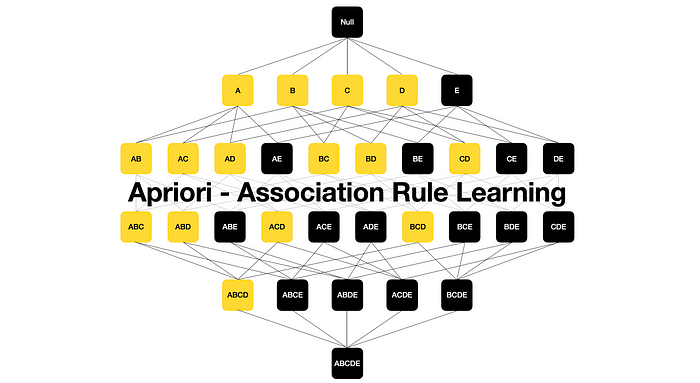 Null
A B C D E
AB AC AD AE BC BD BE CD CE DE
Apriori - Association Rule Learning
ABC ABD ABE ACD ACE ADE BCD BCE BDE CDE
ABCD ABCE ABDE ACDE BCDE
ABCDE